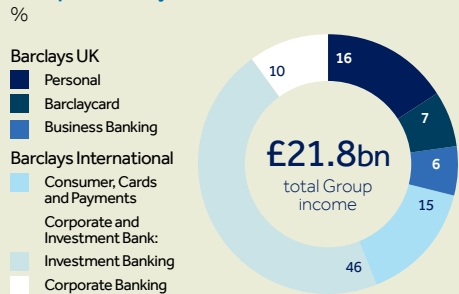 %
Barclays UK
Personal
Barclaycard
Business Banking
Barclays International
Consumer, Cards
and Payments
Corporate and
Investment Bank:
Investment Banking
Corporate Banking
10
16
7
6
15
46
£21.8bn
total Group
income